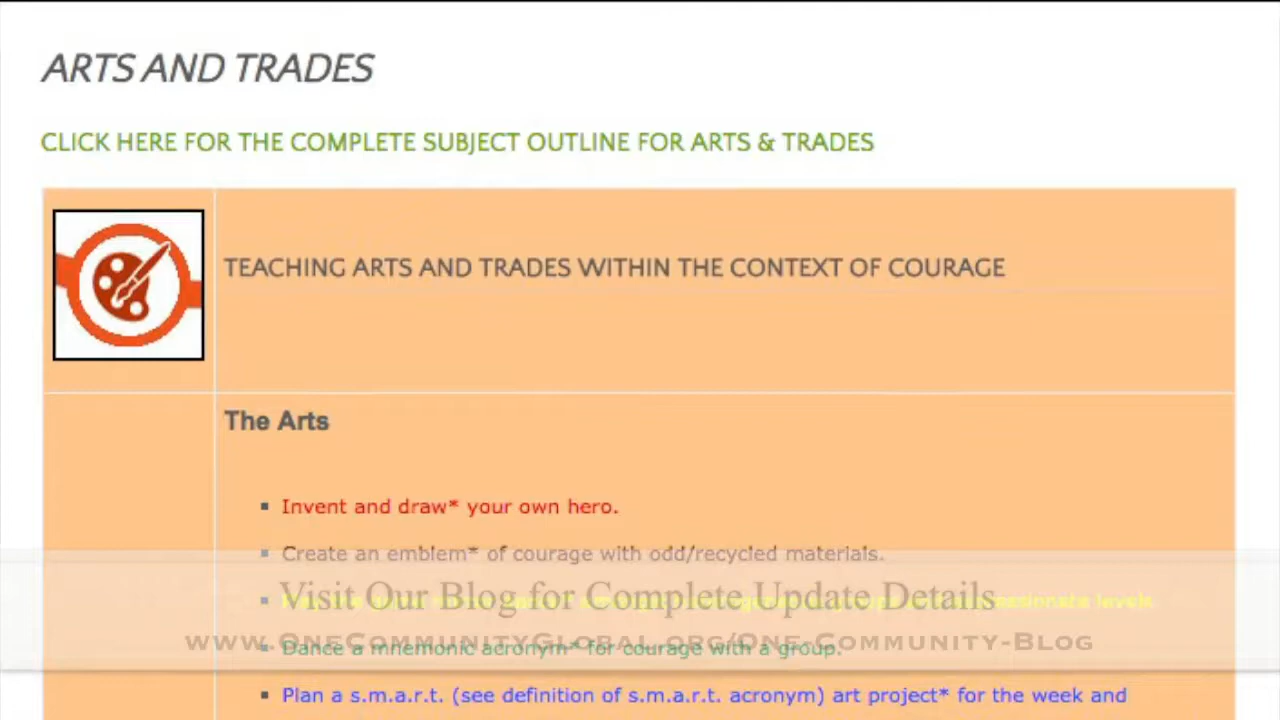 ARTS AND TRADES
CLICK HERE FOR THE COMPLETE SUBJECT OUTLINE FOR ARTS & TRADES
TEACHING ARTS AND TRADES WITHIN THE CONTEXT OF COURAGE
The Arts
Invent and draw* your own hero.
Create an emblem* of courage with odd/recycled materials.
Visit Our Blog for Complete Update Details
www.OneCommunityGlobal.org/One-Community-Blog
Dance a mnemonic acronym* for courage with a group.
Plan a s.m.a.r.t. (see definition of s.m.a.r.t. acronym) art project* for the week and